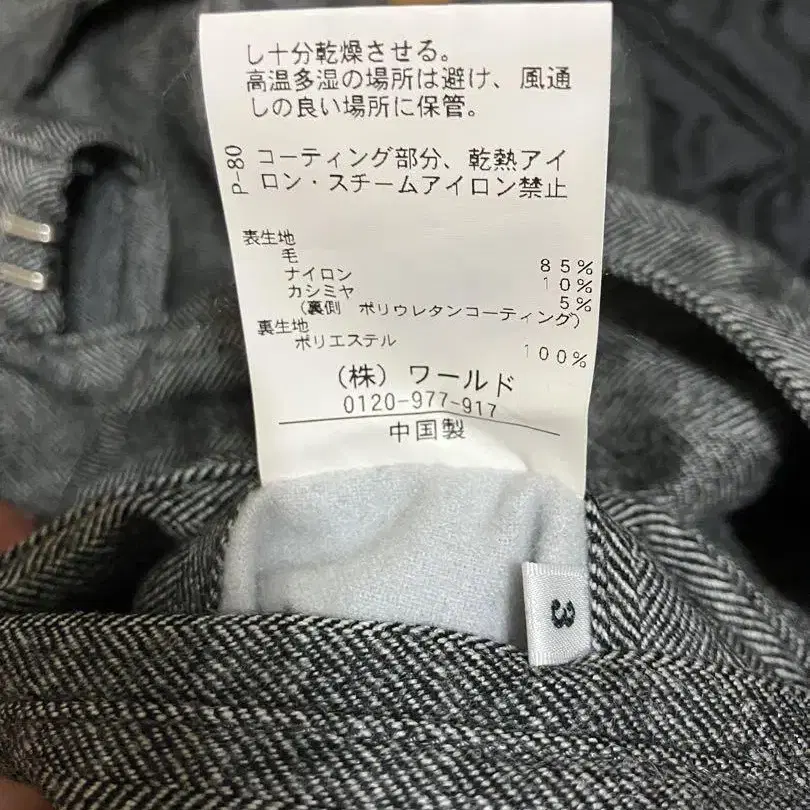 し十分乾燥させる。
高温多湿の場所は避け、風通
しの良い場所に保管。
P-80
コーティング部分、乾熱アイ
ロン・スチームアイロン禁止
表生地
毛 85%
ナイロン 10%
カシミヤ 5%
(裏側 ポリウレタンコーティング)
裏生地
ポリエステル 100%
(株) ワールド
0120-977-917
中国製
3